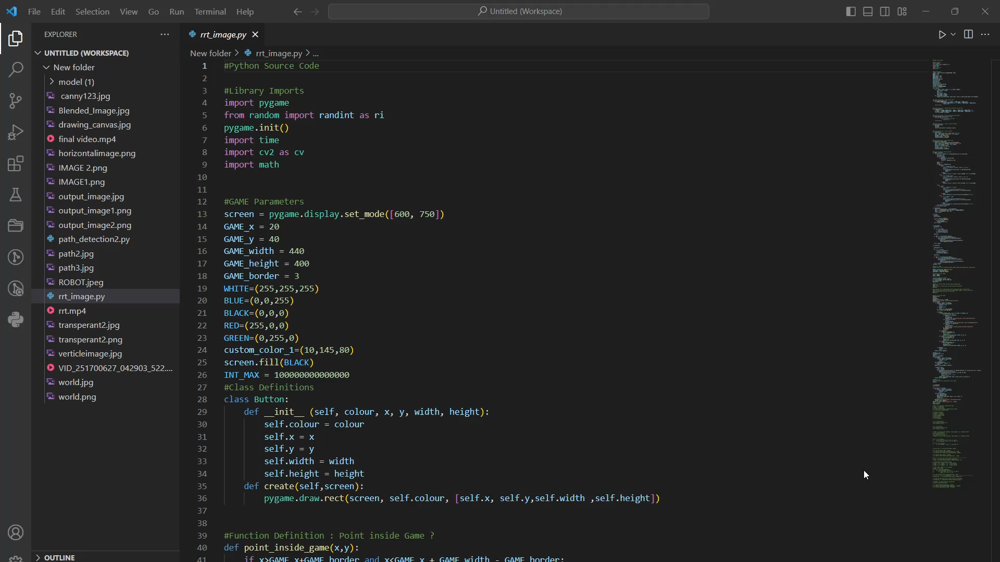 File Edit Selection View Go Run Terminal Help
Untitled (Workspace)
EXPLORER
UNTITLED (WORKSPACE)
New folder
model (1)
canny123.jpg
Blended_Image.jpg
drawing_canvas.jpg
final video.mp4
horizontalimage.png
IMAGE 2.png
IMAGE1.png
output_image.jpg
output_image1.png
output_image2.png
path_detection2.py
path2.jpg
path3.jpg
ROBOT.jpeg
rrt_image.py
rrt.mp4
transperant2.jpg
transperant2.png
verticleimage.jpg
VID_251700627_042903_522....
world.jpg
world.png
OUTLINE
rrt_image.py
New folder > rrt_image.py > ...
1 #Python Source Code
2
3 #Library Imports
4 import pygame
5 from random import randint as ri
6 pygame.init()
7 import time
8 import cv2 as cv
9 import math
10
11
12 #GAME Parameters
13 screen = pygame.display.set_mode([600, 750])
14 GAME_x = 20
15 GAME_y = 40
16 GAME_width = 440
17 GAME_height = 400
18 GAME_border = 3
19 WHITE=(255,255,255)
20 BLUE=(0,0,255)
21 BLACK=(0,0,0)
22 RED=(255,0,0)
23 GREEN=(0,255,0)
24 custom_color_1=(10,145,80)
25 screen.fill(BLACK)
26 INT_MAX = 100000000000000
27 #Class Definitions
28 class Button:
29 def __init__ (self, colour, x, y, width, height):
30 self.colour = colour
31 self.x = x
32 self.y = y
33 self.width = width
34 self.height = height
35 def create(self,screen):
36 pygame.draw.rect(screen, self.colour, [self.x, self.y,self.width ,self.height])
37
38
39 #Function Definition : Point inside Game ?
40 def point_inside_game(x,y):
41 if x>GAME_x+GAME_border and x<GAME_x + GAME_width - GAME_border: